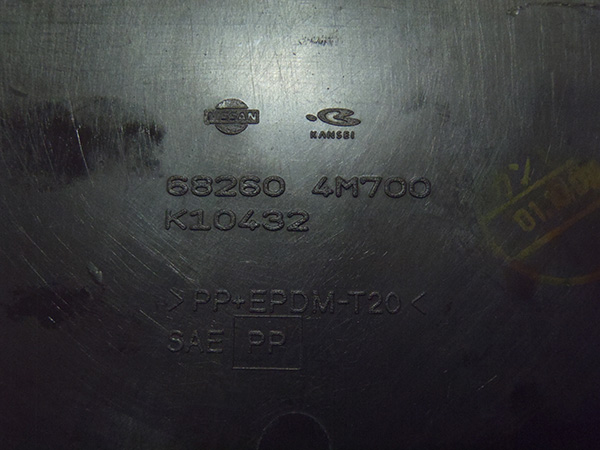 NISSAN
KANSEI
68260 4M700
K10432
>PP+EPDM-T20<
SAE PP